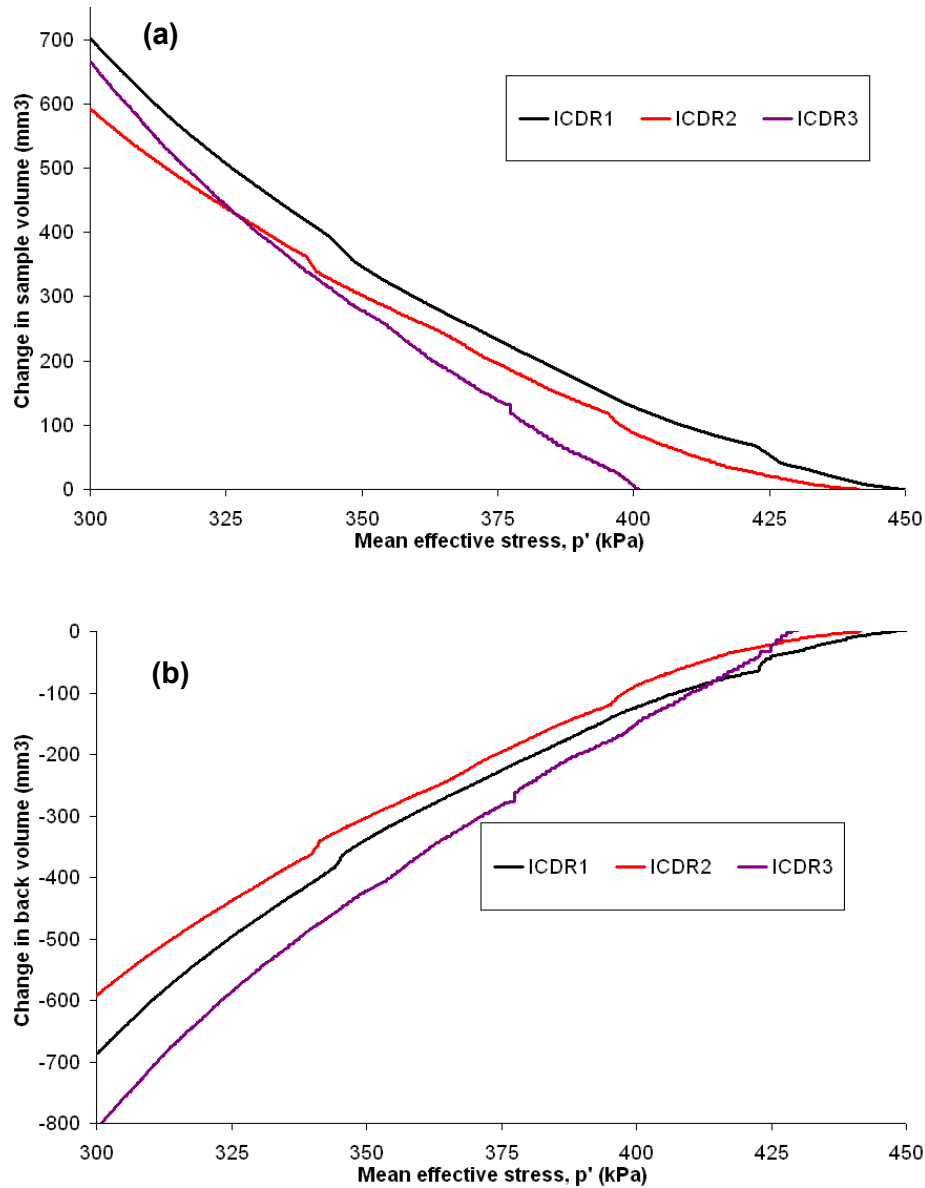 (a)
Change in sample volume (mm3)
700
600
500
400
300
200
100
0
ICDR1 ICDR2 ICDR3
300 325 350 375 400 425 450
Mean effective stress, p' (kPa)
(b)
Change in back volume (mm3)
0
-100
-200
-300
-400
-500
-600
-700
-800
ICDR1 ICDR2 ICDR3
300 325 350 375 400 425 450
Mean effective stress, p' (kPa)